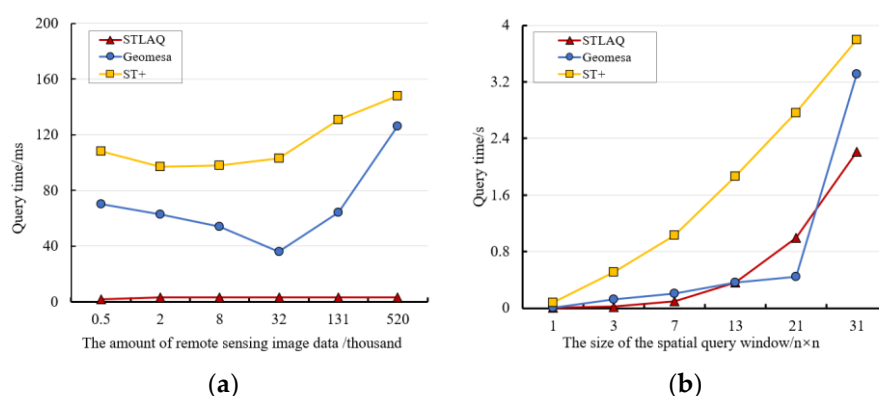 200
160
120
80
40
0
Query time/ms
STLAQ
Geomesa
ST+
0.5 2 8 32 131 520
The amount of remote sensing image data /thousand
(a)
4
3.2
2.4
1.6
0.8
0
Query time/s
STLAQ
Geomesa
ST+
1 3 7 13 21 31
The size of the spatial query window/n×n
(b)